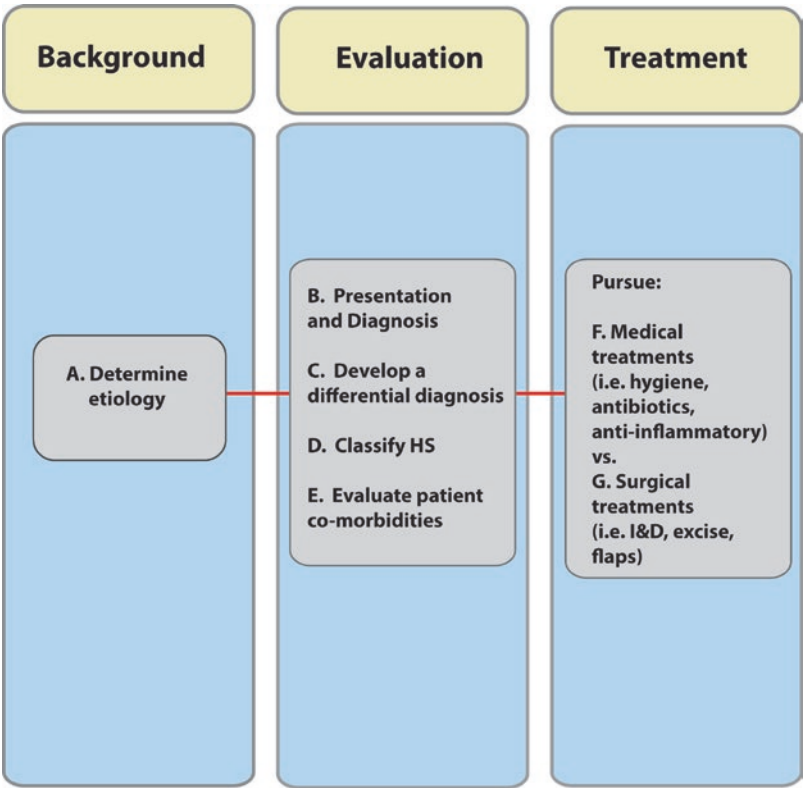 Background
Evaluation
Treatment
A. Determine
etiology
B. Presentation
and Diagnosis
C. Develop a
differential diagnosis
D. Classify HS
E. Evaluate patient
co-morbidities
Pursue:
F. Medical
treatments
(i.e. hygiene,
antibiotics,
anti-inflammatory)
vs.
G. Surgical
treatments
(i.e. I&D, excise,
flaps)